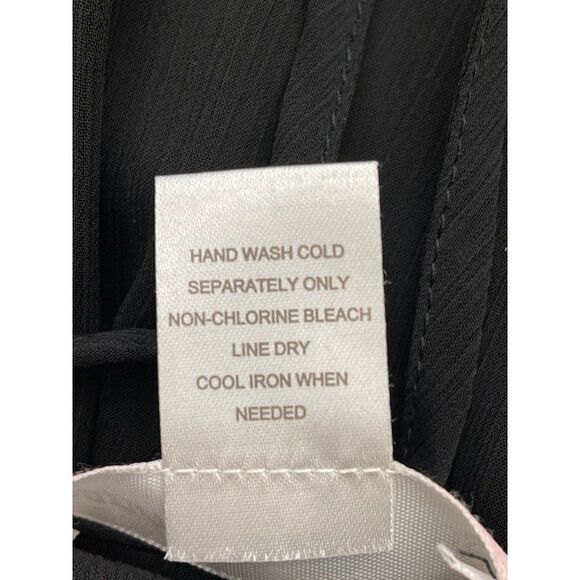 HAND WASH COLD
SEPARATELY ONLY
NON-CHLORINE BLEACH
LINE DRY
COOL IRON WHEN
NEEDED